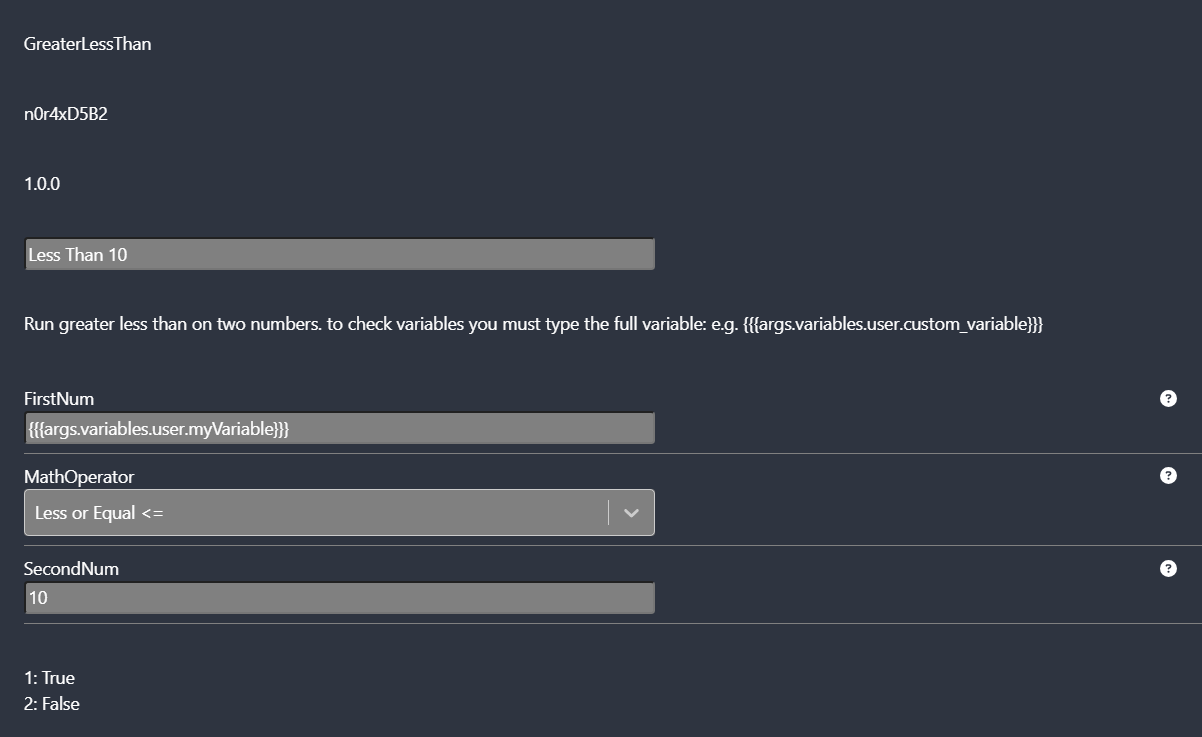 GreaterLessThan
n0r4xD5B2
1.0.0
Less Than 10
Run greater less than on two numbers. to check variables you must type the full variable: e.g. {{{args.variables.user.custom_variable}}}
FirstNum
?
{{{args.variables.user.myVariable}}}
MathOperator
?
Less or Equal <=
SecondNum
?
10
1: True
2: False